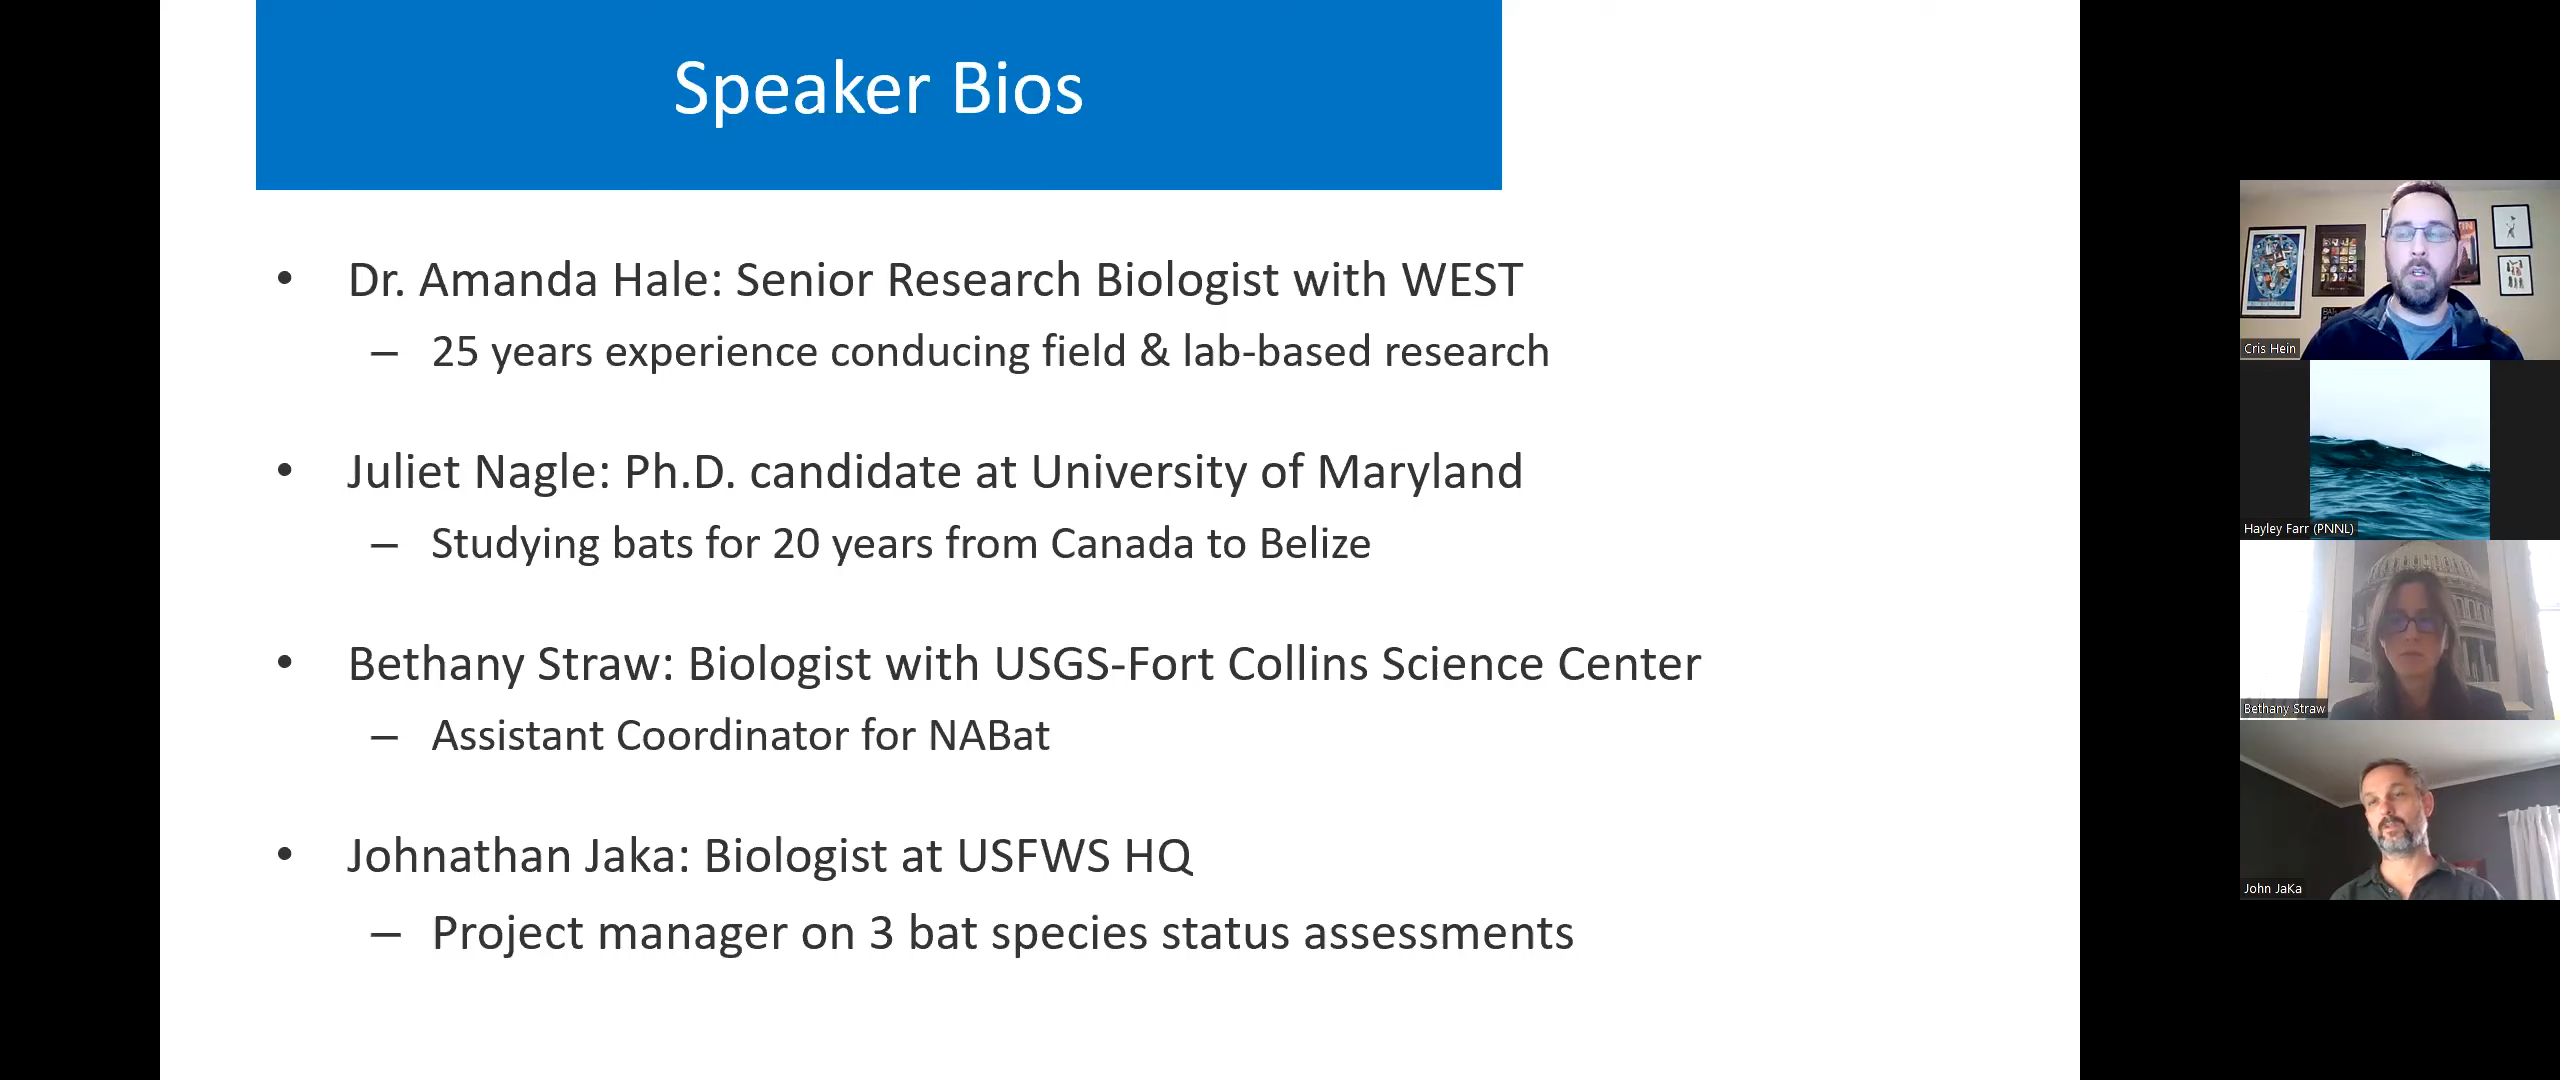 Speaker Bios
• Dr. Amanda Hale: Senior Research Biologist with WEST
– 25 years experience conducing field & lab-based research
• Juliet Nagle: Ph.D. candidate at University of Maryland
– Studying bats for 20 years from Canada to Belize
• Bethany Straw: Biologist with USGS-Fort Collins Science Center
– Assistant Coordinator for NABat
• Johnathan Jaka: Biologist at USFWS HQ
– Project manager on 3 bat species status assessments
Cris Hein
Hayley Farr (PNNL)
Bethany Straw
John JaKa